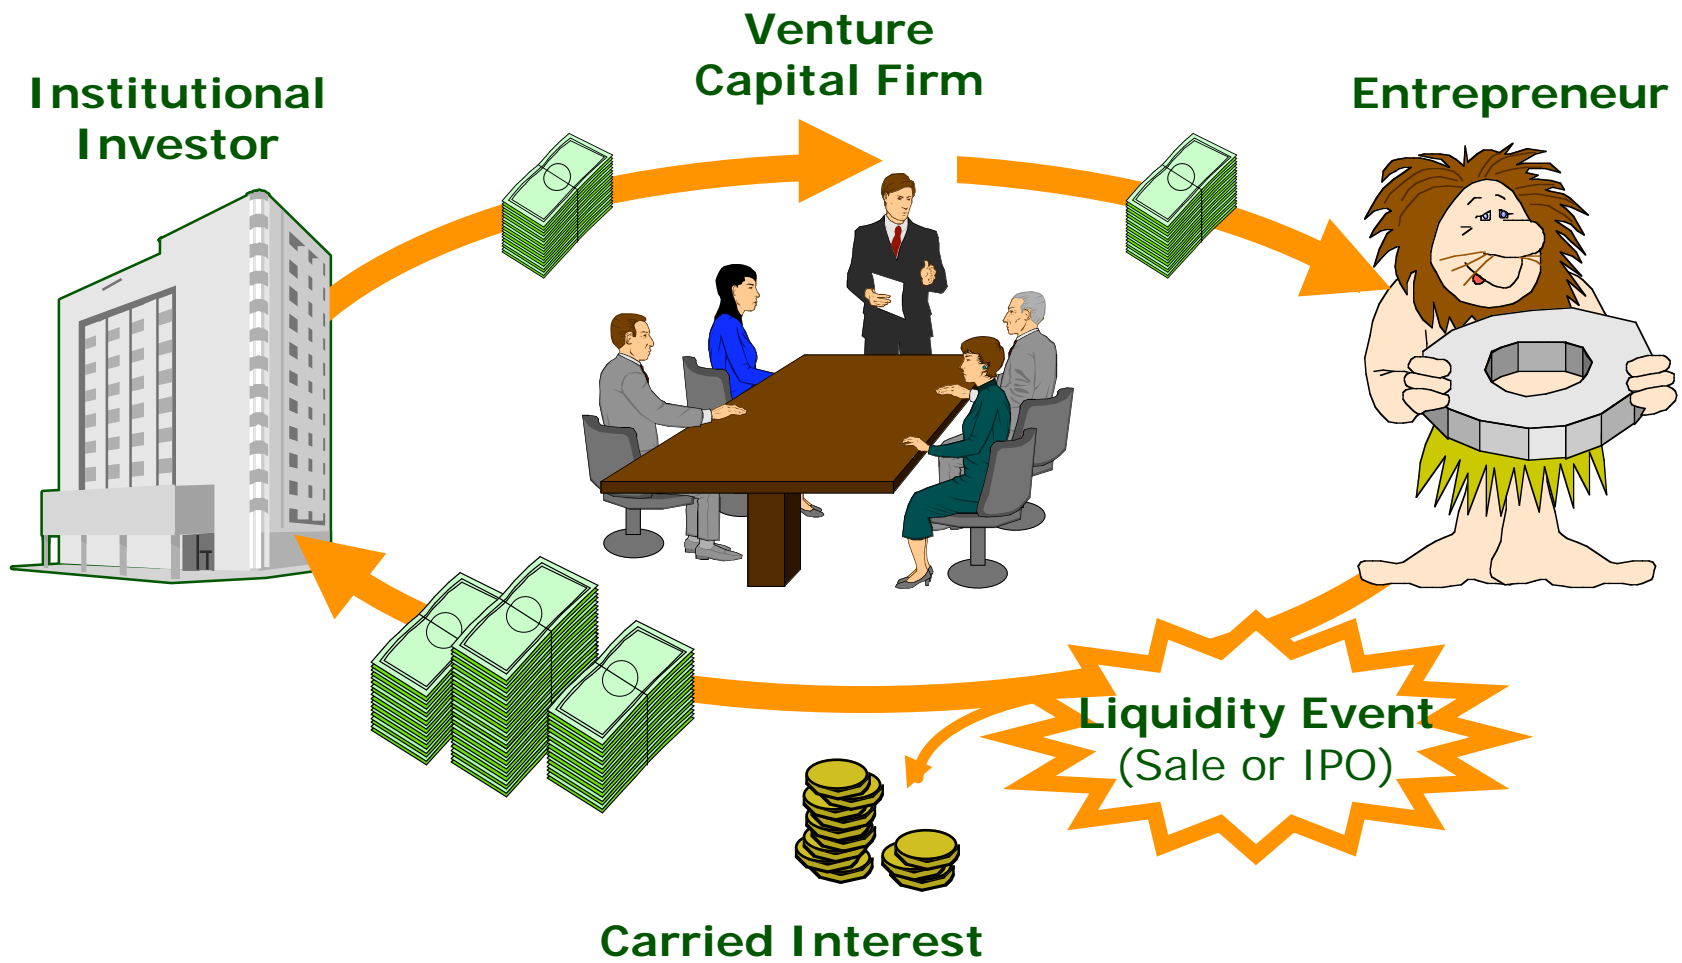 Venture
Capital Firm
Institutional
Investor
Entrepreneur
Liquidity Event
(Sale or IPO)
Carried Interest